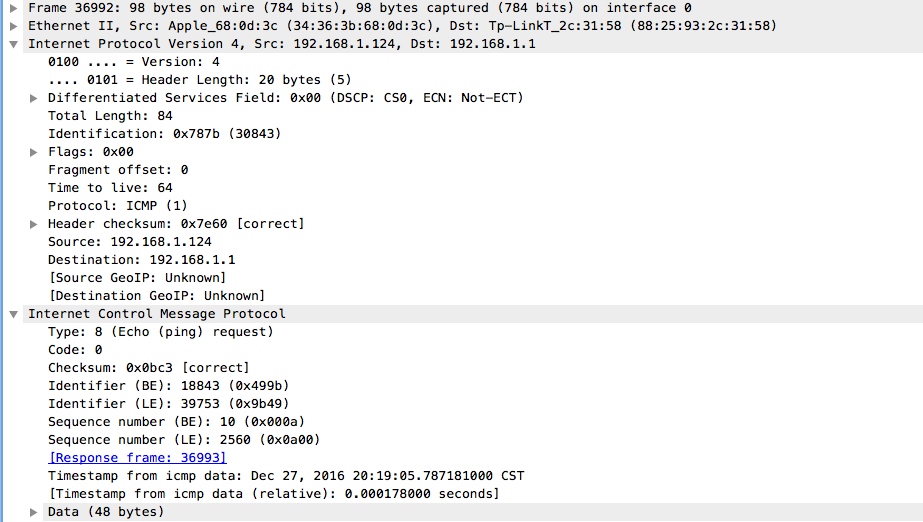 Frame 36992: 98 bytes on wire (784 bits), 98 bytes captured (784 bits) on interface 0
Ethernet II, Src: Apple_68:0d:3c (34:36:3b:68:0d:3c), Dst: Tp-LinkT_2c:31:58 (88:25:93:2c:31:58)
Internet Protocol Version 4, Src: 192.168.1.124, Dst: 192.168.1.1
0100 .... = Version: 4
.... 0101 = Header Length: 20 bytes (5)
Differentiated Services Field: 0x00 (DSCP: CS0, ECN: Not-ECT)
Total Length: 84
Identification: 0x787b (30843)
Flags: 0x00
Fragment offset: 0
Time to live: 64
Protocol: ICMP (1)
Header checksum: 0x7e60 [correct]
Source: 192.168.1.124
Destination: 192.168.1.1
[Source GeoIP: Unknown]
[Destination GeoIP: Unknown]
Internet Control Message Protocol
Type: 8 (Echo (ping) request)
Code: 0
Checksum: 0x0bc3 [correct]
Identifier (BE): 18843 (0x499b)
Identifier (LE): 39753 (0x9b49)
Sequence number (BE): 10 (0x000a)
Sequence number (LE): 2560 (0x0a00)
[Response frame: 36993]
Timestamp from icmp data: Dec 27, 2016 20:19:05.787181000 CST
[Timestamp from icmp data (relative): 0.000178000 seconds]
Data (48 bytes)